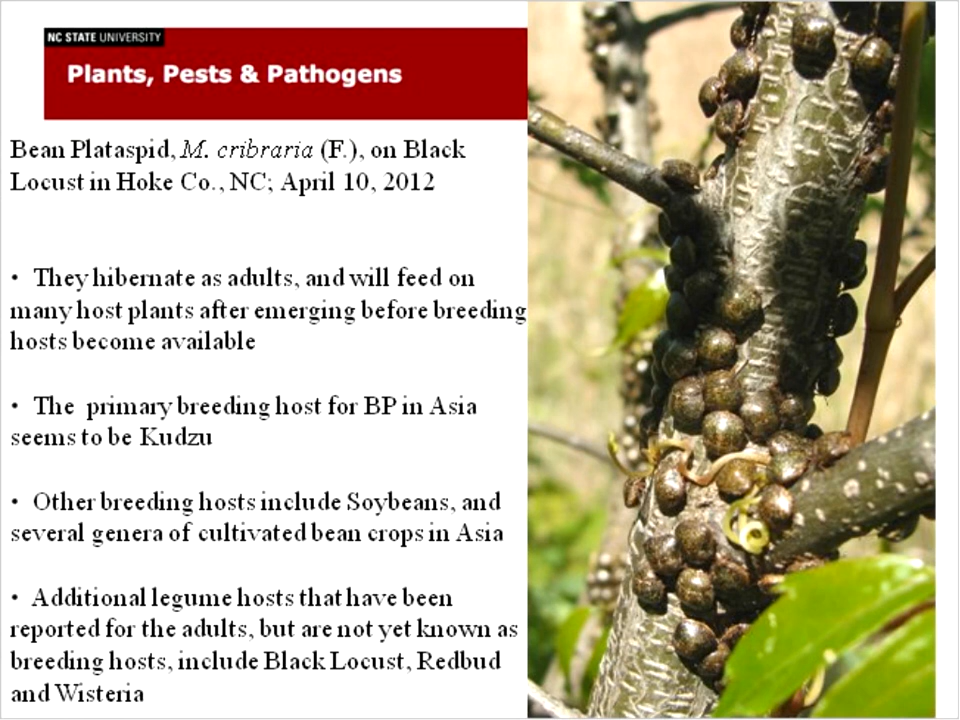 NC STATE UNIVERSITY
Plants, Pests & Pathogens
Bean Plataspid, M. cribraria (F.), on Black
Locust in Hoke Co., NC; April 10, 2012
• They hibernate as adults, and will feed on
many host plants after emerging before breeding
hosts become available
• The primary breeding host for BP in Asia
seems to be Kudzu
• Other breeding hosts include Soybeans, and
several genera of cultivated bean crops in Asia
• Additional legume hosts that have been
reported for the adults, but are not yet known as
breeding hosts, include Black Locust, Redbud
and Wisteria